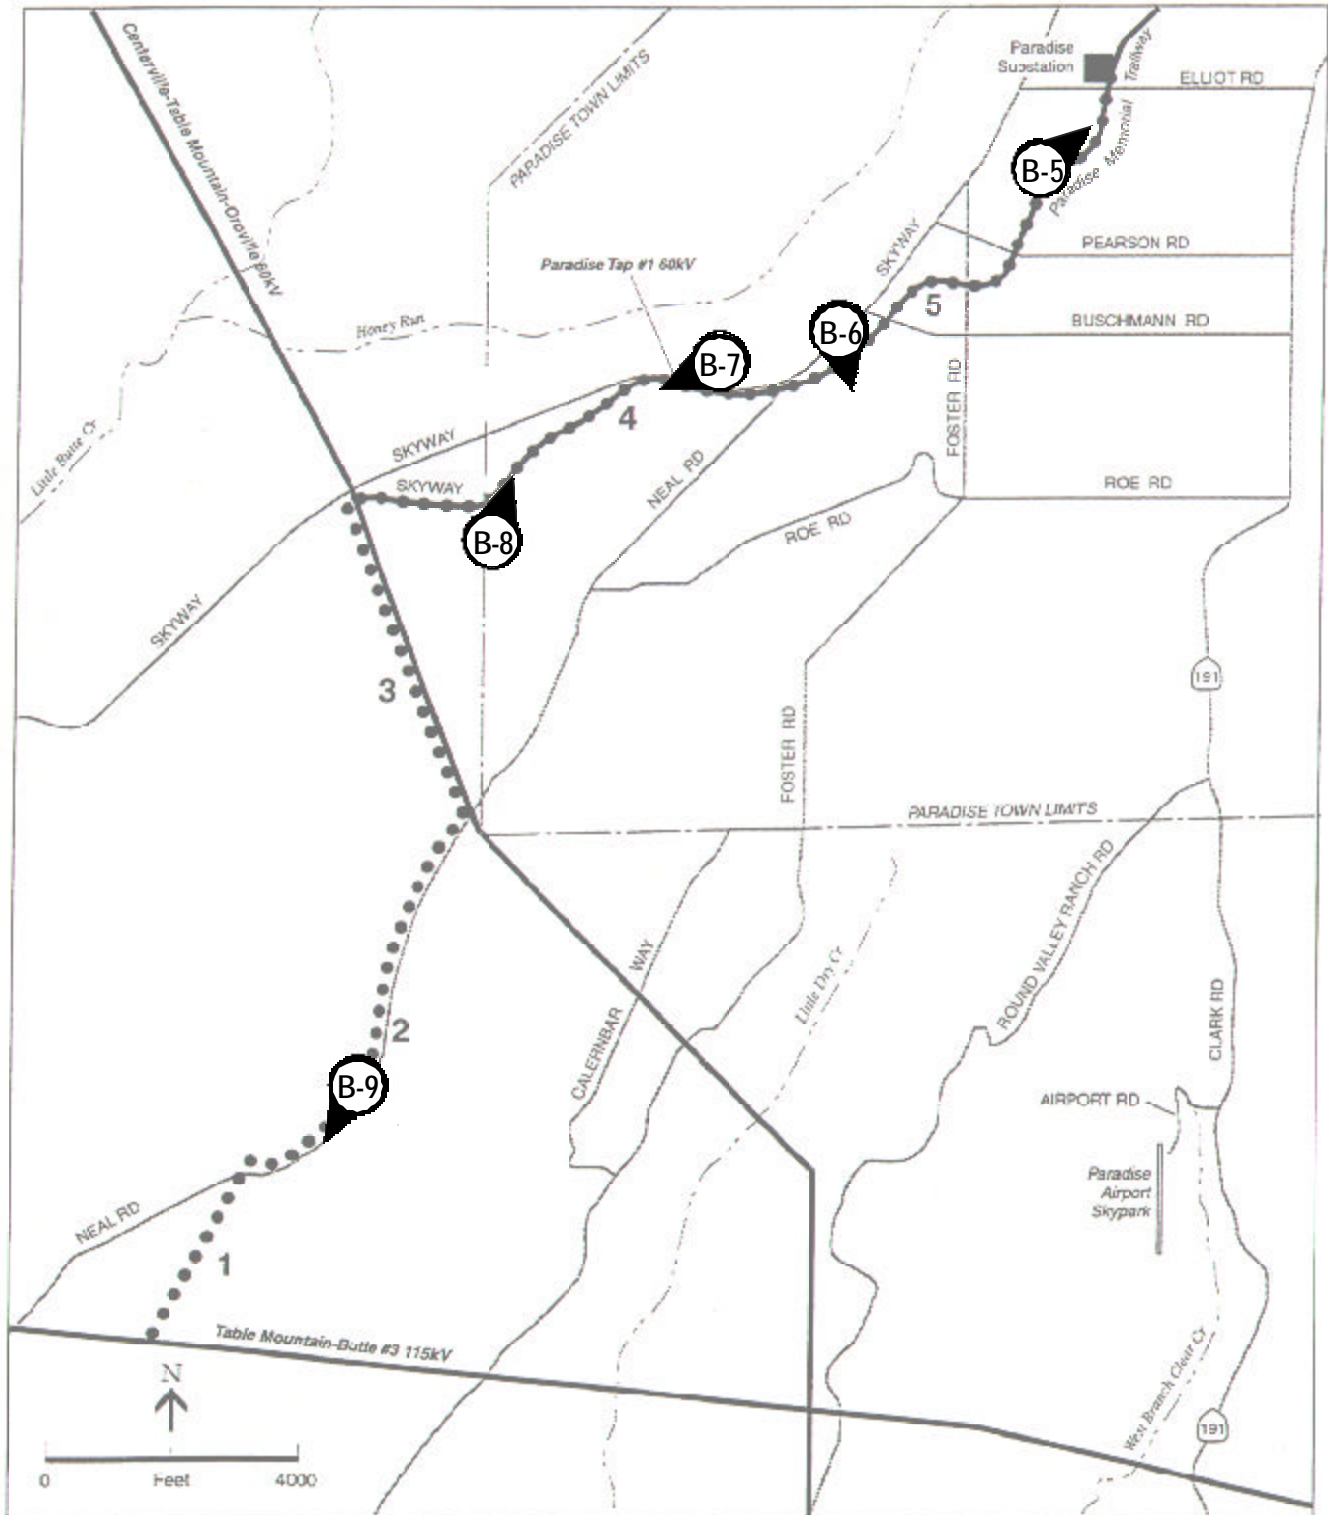 Centerville-Table Mountain-Oroville 60kV
PARADISE TOWN LIMITS
Paradise
Substation
Trailway
ELLIOT RD
Paradise Memorial
B-5
SKYWAY
PEARSON RD
Paradise Tap #1 60kV
5
BUSCHMANN RD
Honey Run
B-6
B-7
FOSTER RD
4
Little Butte Cr
SKYWAY
SKYWAY
NEAL RD
ROE RD
ROE RD
B-8
SKYWAY
3
191
FOSTER RD
PARADISE TOWN LIMITS
ROUND VALLEY RANCH RD
CALERNBAR WAY
Little Dry Cr
CLARK RD
2
B-9
AIRPORT RD
Paradise
Airport
Skypark
NEAL RD
1
Table Mountain-Butte #3 115kV
West Branch Clear Cr
N
191
0 Feet 4000